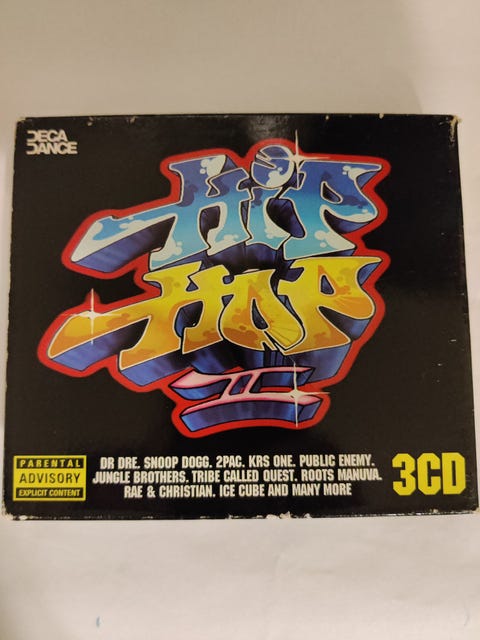 DECA
DANCE
HIP
HOP
II
PARENTAL
ADVISORY
EXPLICIT CONTENT
DR DRE. SNOOP DOGG. 2PAC. KRS ONE. PUBLIC ENEMY.
JUNGLE BROTHERS. TRIBE CALLED QUEST. ROOTS MANUVA.
RAE & CHRISTIAN. ICE CUBE AND MANY MORE
3CD